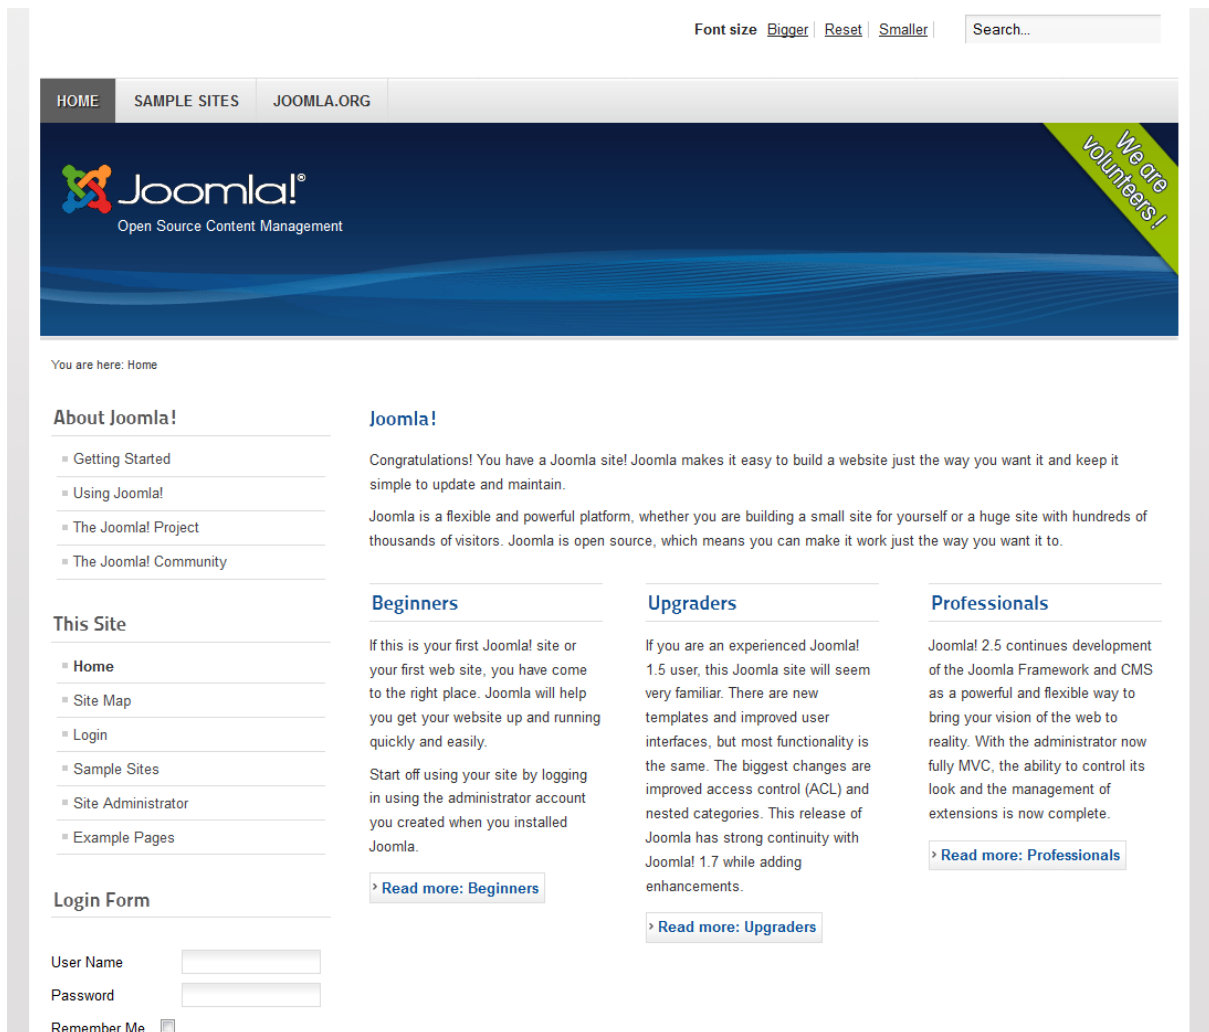 Font size Bigger Reset Smaller Search...
HOME SAMPLE SITES JOOMLA.ORG
We are
volunteers!
Joomla!®
Open Source Content Management
You are here: Home
About Joomla!
Getting Started
Using Joomla!
The Joomla! Project
The Joomla! Community
This Site
Home
Site Map
Login
Sample Sites
Site Administrator
Example Pages
Login Form
User Name
Password
Remember Me
Joomla!
Congratulations! You have a Joomla site! Joomla makes it easy to build a website just the way you want it and keep it
simple to update and maintain.
Joomla is a flexible and powerful platform, whether you are building a small site for yourself or a huge site with hundreds of
thousands of visitors. Joomla is open source, which means you can make it work just the way you want it to.
Beginners
If this is your first Joomla! site or
your first web site, you have come
to the right place. Joomla will help
you get your website up and running
quickly and easily.
Start off using your site by logging
in using the administrator account
you created when you installed
Joomla.
Read more: Beginners
Upgraders
If you are an experienced Joomla!
1.5 user, this Joomla site will seem
very familiar. There are new
templates and improved user
interfaces, but most functionality is
the same. The biggest changes are
improved access control (ACL) and
nested categories. This release of
Joomla has strong continuity with
Joomla! 1.7 while adding
enhancements.
Read more: Upgraders
Professionals
Joomla! 2.5 continues development
of the Joomla Framework and CMS
as a powerful and flexible way to
bring your vision of the web to
reality. With the administrator now
fully MVC, the ability to control its
look and the management of
extensions is now complete.
Read more: Professionals